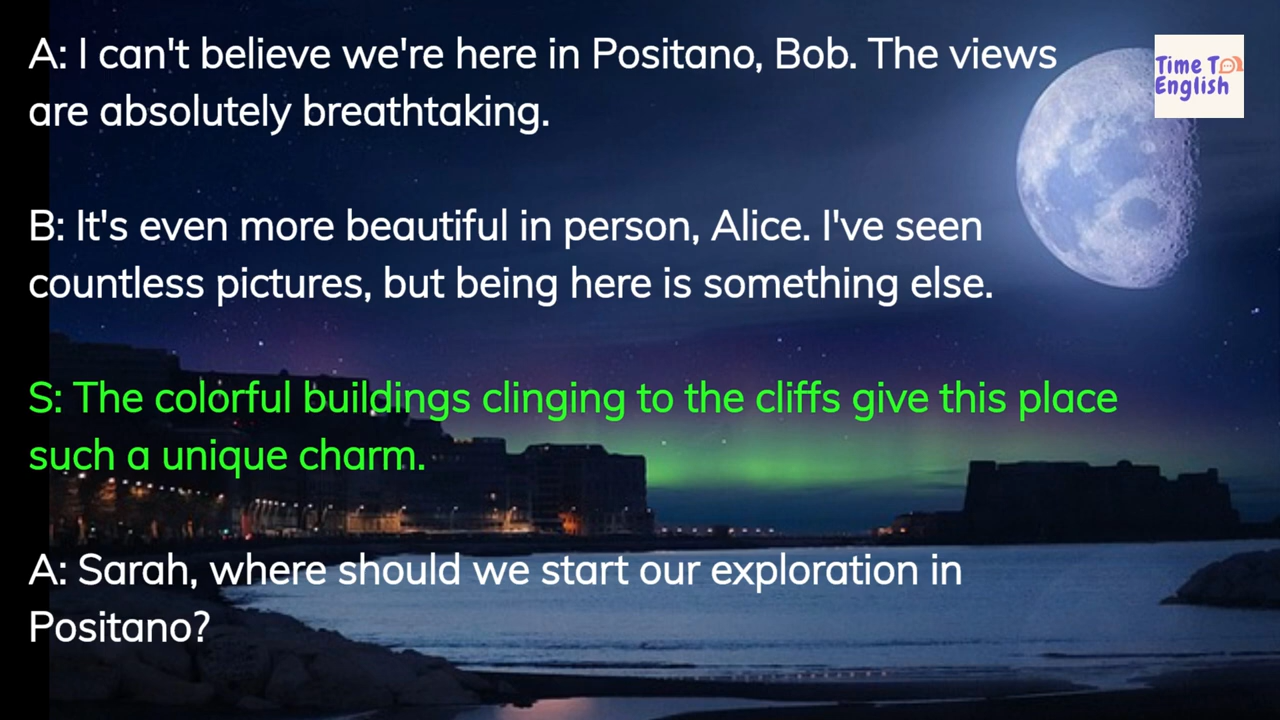 A: I can't believe we're here in Positano, Bob. The views
are absolutely breathtaking.
B: It's even more beautiful in person, Alice. I've seen
countless pictures, but being here is something else.
S: The colorful buildings clinging to the cliffs give this place
such a unique charm.
A: Sarah, where should we start our exploration in
Positano?
Time To
English